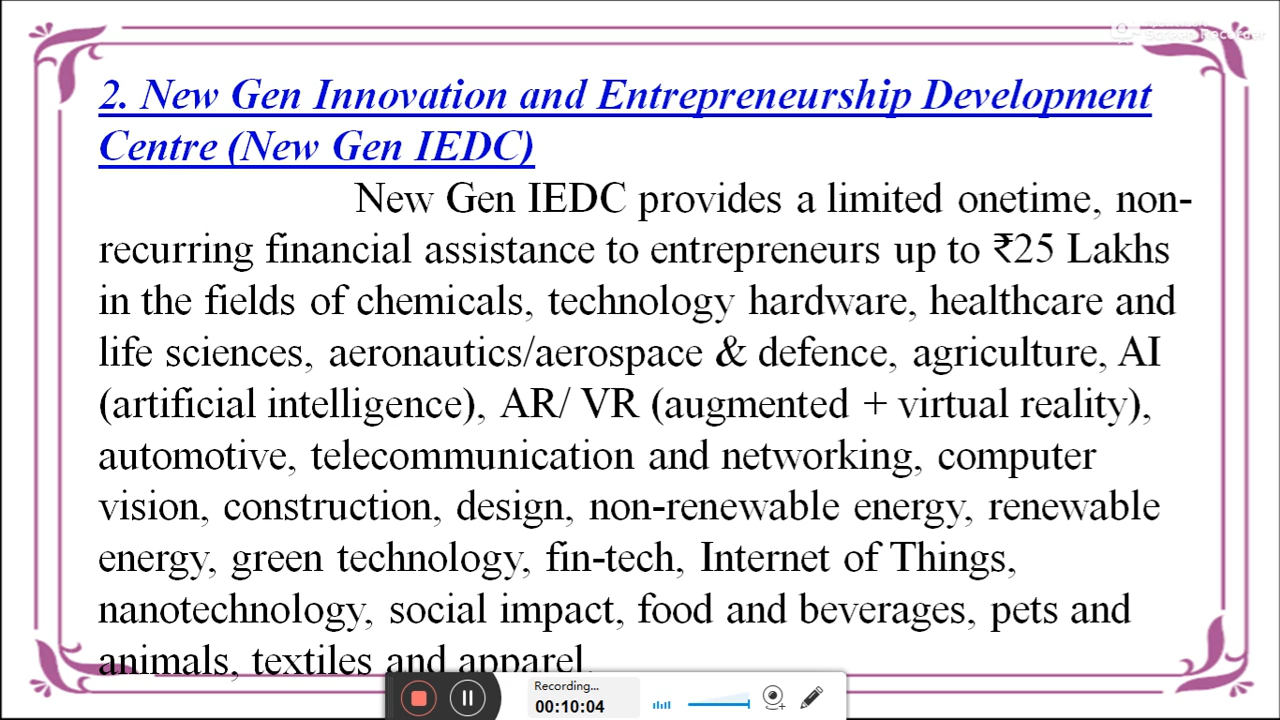 Screen Recorder
2. New Gen Innovation and Entrepreneurship Development
Centre (New Gen IEDC)
New Gen IEDC provides a limited onetime, non-
recurring financial assistance to entrepreneurs up to ₹25 Lakhs
in the fields of chemicals, technology hardware, healthcare and
life sciences, aeronautics/aerospace & defence, agriculture, AI
(artificial intelligence), AR/ VR (augmented + virtual reality),
automotive, telecommunication and networking, computer
vision, construction, design, non-renewable energy, renewable
energy, green technology, fin-tech, Internet of Things,
nanotechnology, social impact, food and beverages, pets and
animals, textiles and apparel.
Recording...
00:10:04